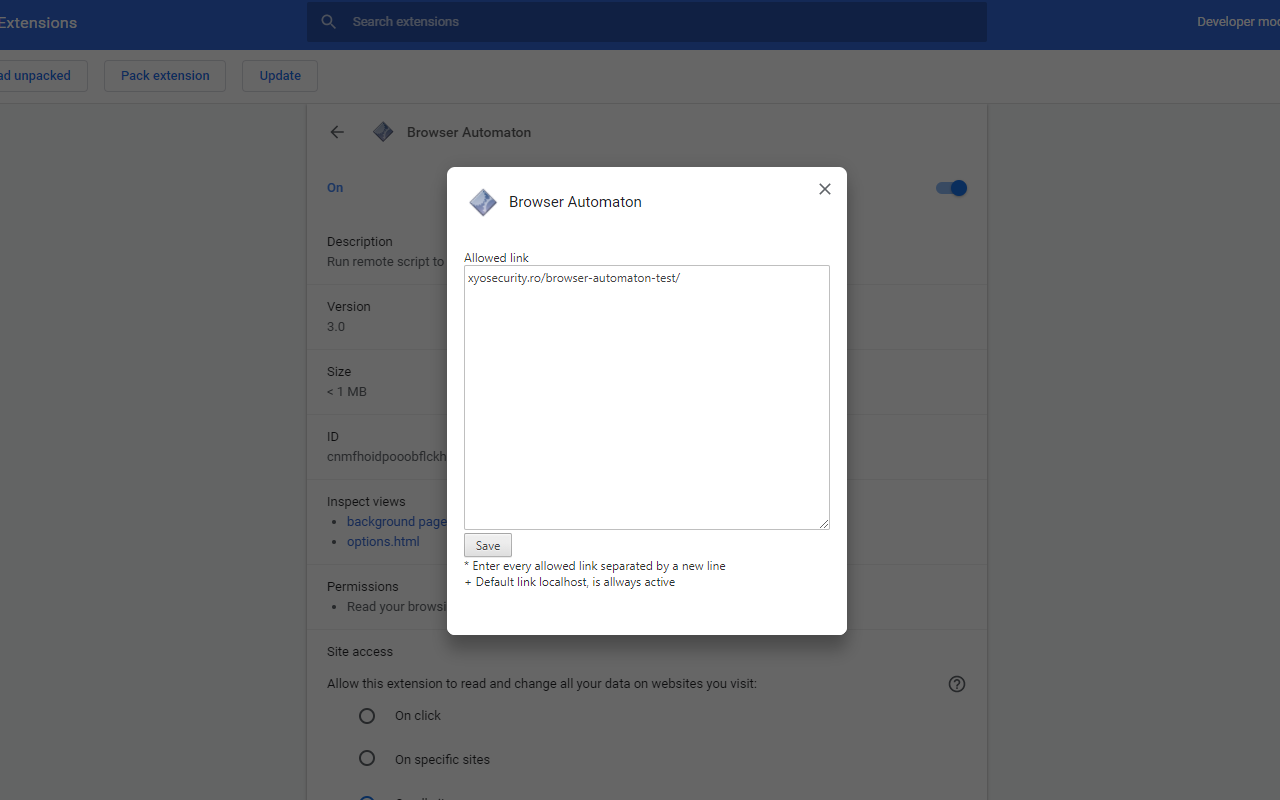 Extensions
Search extensions
Developer
unpacked
Pack extension
Update
Browser Automaton
On
Browser Automaton
Description
Run remote script to
Allowed link
xyosecurity.ro/browser-automaton-test/
Version
3.0
Size
< 1 MB
ID
cnmfhoidpooobflckh
Inspect views
background page
options.html
Save
* Enter every allowed link separated by a new line
+ Default link localhost, is allways active
Permissions
Read your
Site access
Allow this extension to read and change all your data on websites you visit:
On click
On specific sites